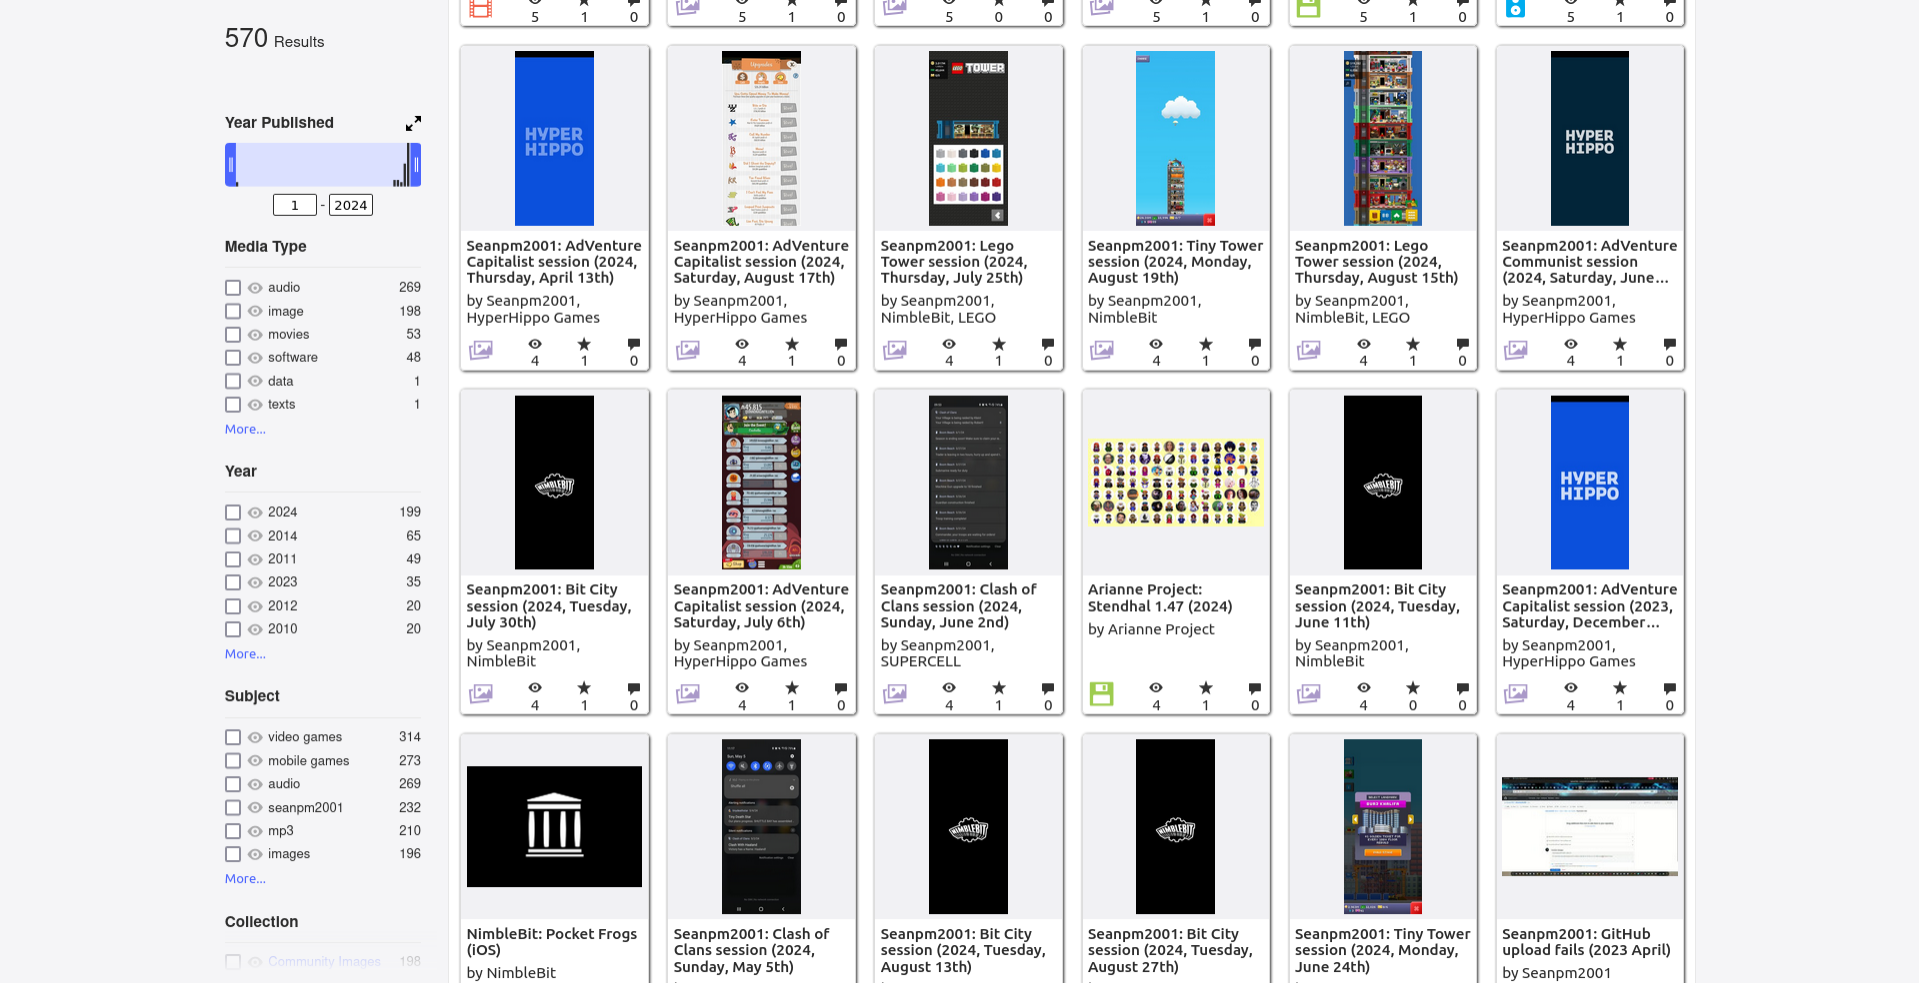 570 Results
Year Published
1 - 2024
Media Type
audio 269
image 198
movies 53
software 48
data 1
texts 1
More...
Year
2024 199
2014 65
2011 49
2023 35
2012 20
2010 20
More...
Subject
video games 314
mobile games 273
audio 269
seanpm2001 232
mp3 210
images 196
More...
Collection
Community Images 198
5 1 0
5 1 0
5 0 0
5 1 0
5 1 0
5 1 0
HYPER
HIPPO
Seanpm2001: AdVenture
Capitalist session (2024,
Thursday, April 13th)
by Seanpm2001,
HyperHippo Games
4 1 0
Upgrades
Seanpm2001: AdVenture
Capitalist session (2024,
Saturday, August 17th)
by Seanpm2001,
HyperHippo Games
4 1 0
LEGO TOWER
Seanpm2001: Lego
Tower session (2024,
Thursday, July 25th)
by Seanpm2001,
NimbleBit, LEGO
4 1 0
Seanpm2001: Tiny Tower
session (2024, Monday,
August 19th)
by Seanpm2001,
NimbleBit
4 1 0
Seanpm2001: Lego
Tower session (2024,
Thursday, August 15th)
by Seanpm2001,
NimbleBit, LEGO
4 1 0
HYPER
HIPPO
Seanpm2001: AdVenture
Communist session
(2024, Saturday, June...
by Seanpm2001,
HyperHippo Games
4 1 0
NIMBLEBIT
Seanpm2001: Bit City
session (2024, Tuesday,
July 30th)
by Seanpm2001,
NimbleBit
4 1 0
Seanpm2001: AdVenture
Capitalist session (2024,
Saturday, July 6th)
by Seanpm2001,
HyperHippo Games
4 1 0
Seanpm2001: Clash of
Clans session (2024,
Sunday, June 2nd)
by Seanpm2001,
SUPERCELL
4 1 0
Arianne Project:
Stendhal 1.47 (2024)
by Arianne Project
4 1 0
NIMBLEBIT
Seanpm2001: Bit City
session (2024, Tuesday,
June 11th)
by Seanpm2001,
NimbleBit
4 0 0
HYPER
HIPPO
Seanpm2001: AdVenture
Capitalist session (2023,
Saturday, December...
by Seanpm2001,
HyperHippo Games
4 1 0
NimbleBit: Pocket Frogs
(iOS)
by NimbleBit
Seanpm2001: Clash of
Clans session (2024,
Sunday, May 5th)
NIMBLEBIT
Seanpm2001: Bit City
session (2024, Tuesday,
August 13th)
NIMBLEBIT
Seanpm2001: Bit City
session (2024, Tuesday,
August 27th)
Seanpm2001: Tiny Tower
session (2024, Monday,
June 24th)
Seanpm2001: GitHub
upload fails (2023 April)
by Seanpm2001